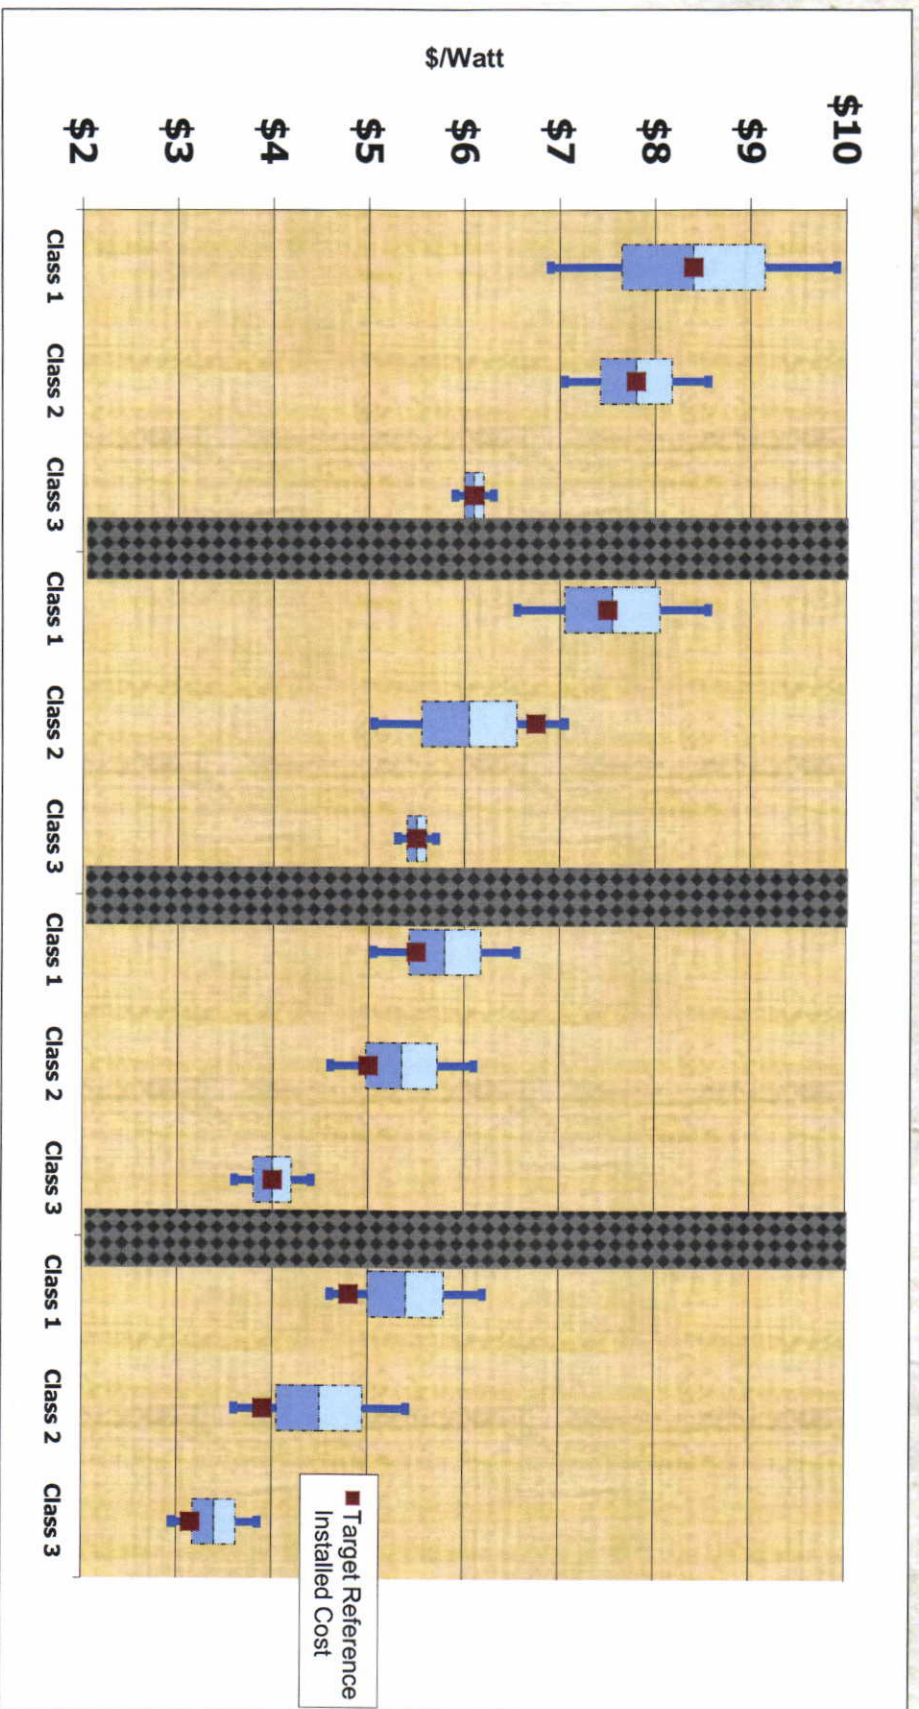 $/Watt
$10
$9
$8
$7
$6
$5
$4
$3
$2
Class 1
Class 2
Class 3
Class 1
Class 2
Class 3
Class 1
Class 2
Class 3
Class 1
Class 2
Class 3
Target Reference
Installed Cost